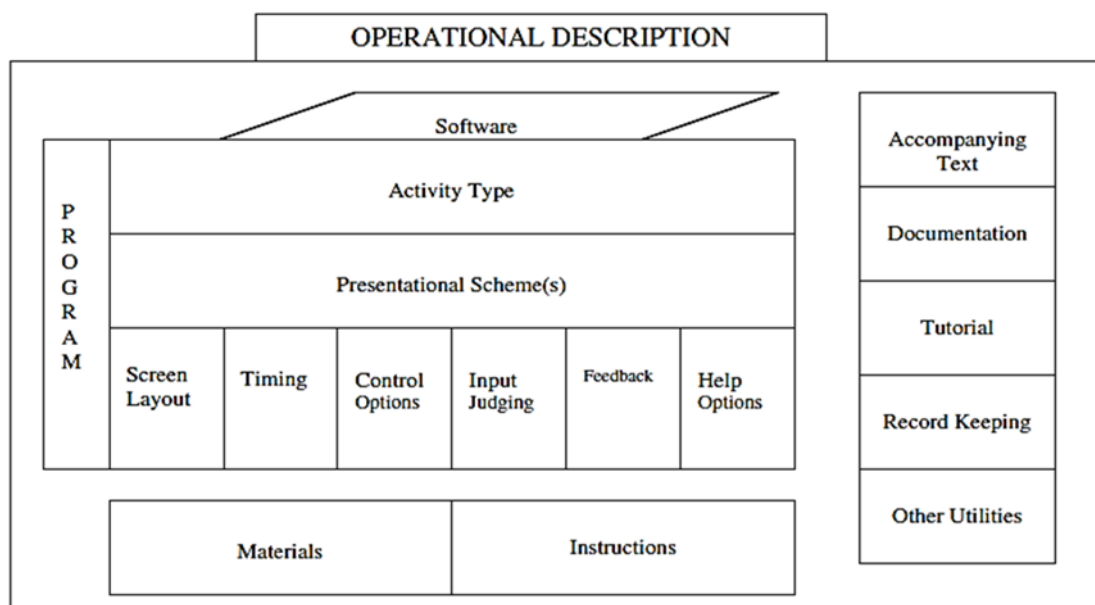 OPERATIONAL DESCRIPTION
Software
PROGRAM
Activity Type
Presentational Scheme(s)
Screen
Layout
Timing
Control
Options
Input
Judging
Feedback
Help
Options
Materials
Instructions
Accompanying
Text
Documentation
Tutorial
Record Keeping
Other Utilities